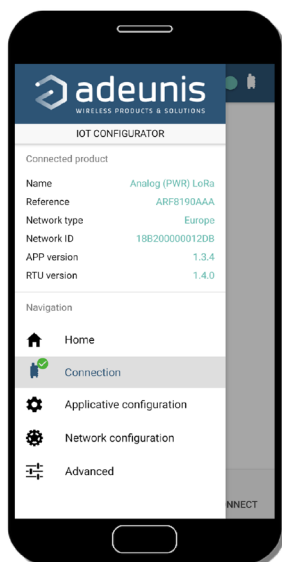 adeunis
WIRELESS PRODUCTS & SOLUTIONS
IOT CONFIGURATOR
Connected product
Name Analog (PWR) LoRa
Reference ARF8190AAA
Network type Europe
Network ID 18B200000012DB
APP version 1.3.4
RTU version 1.4.0
Navigation
Home
Connection
Applicative configuration
Network configuration
Advanced
NNECT